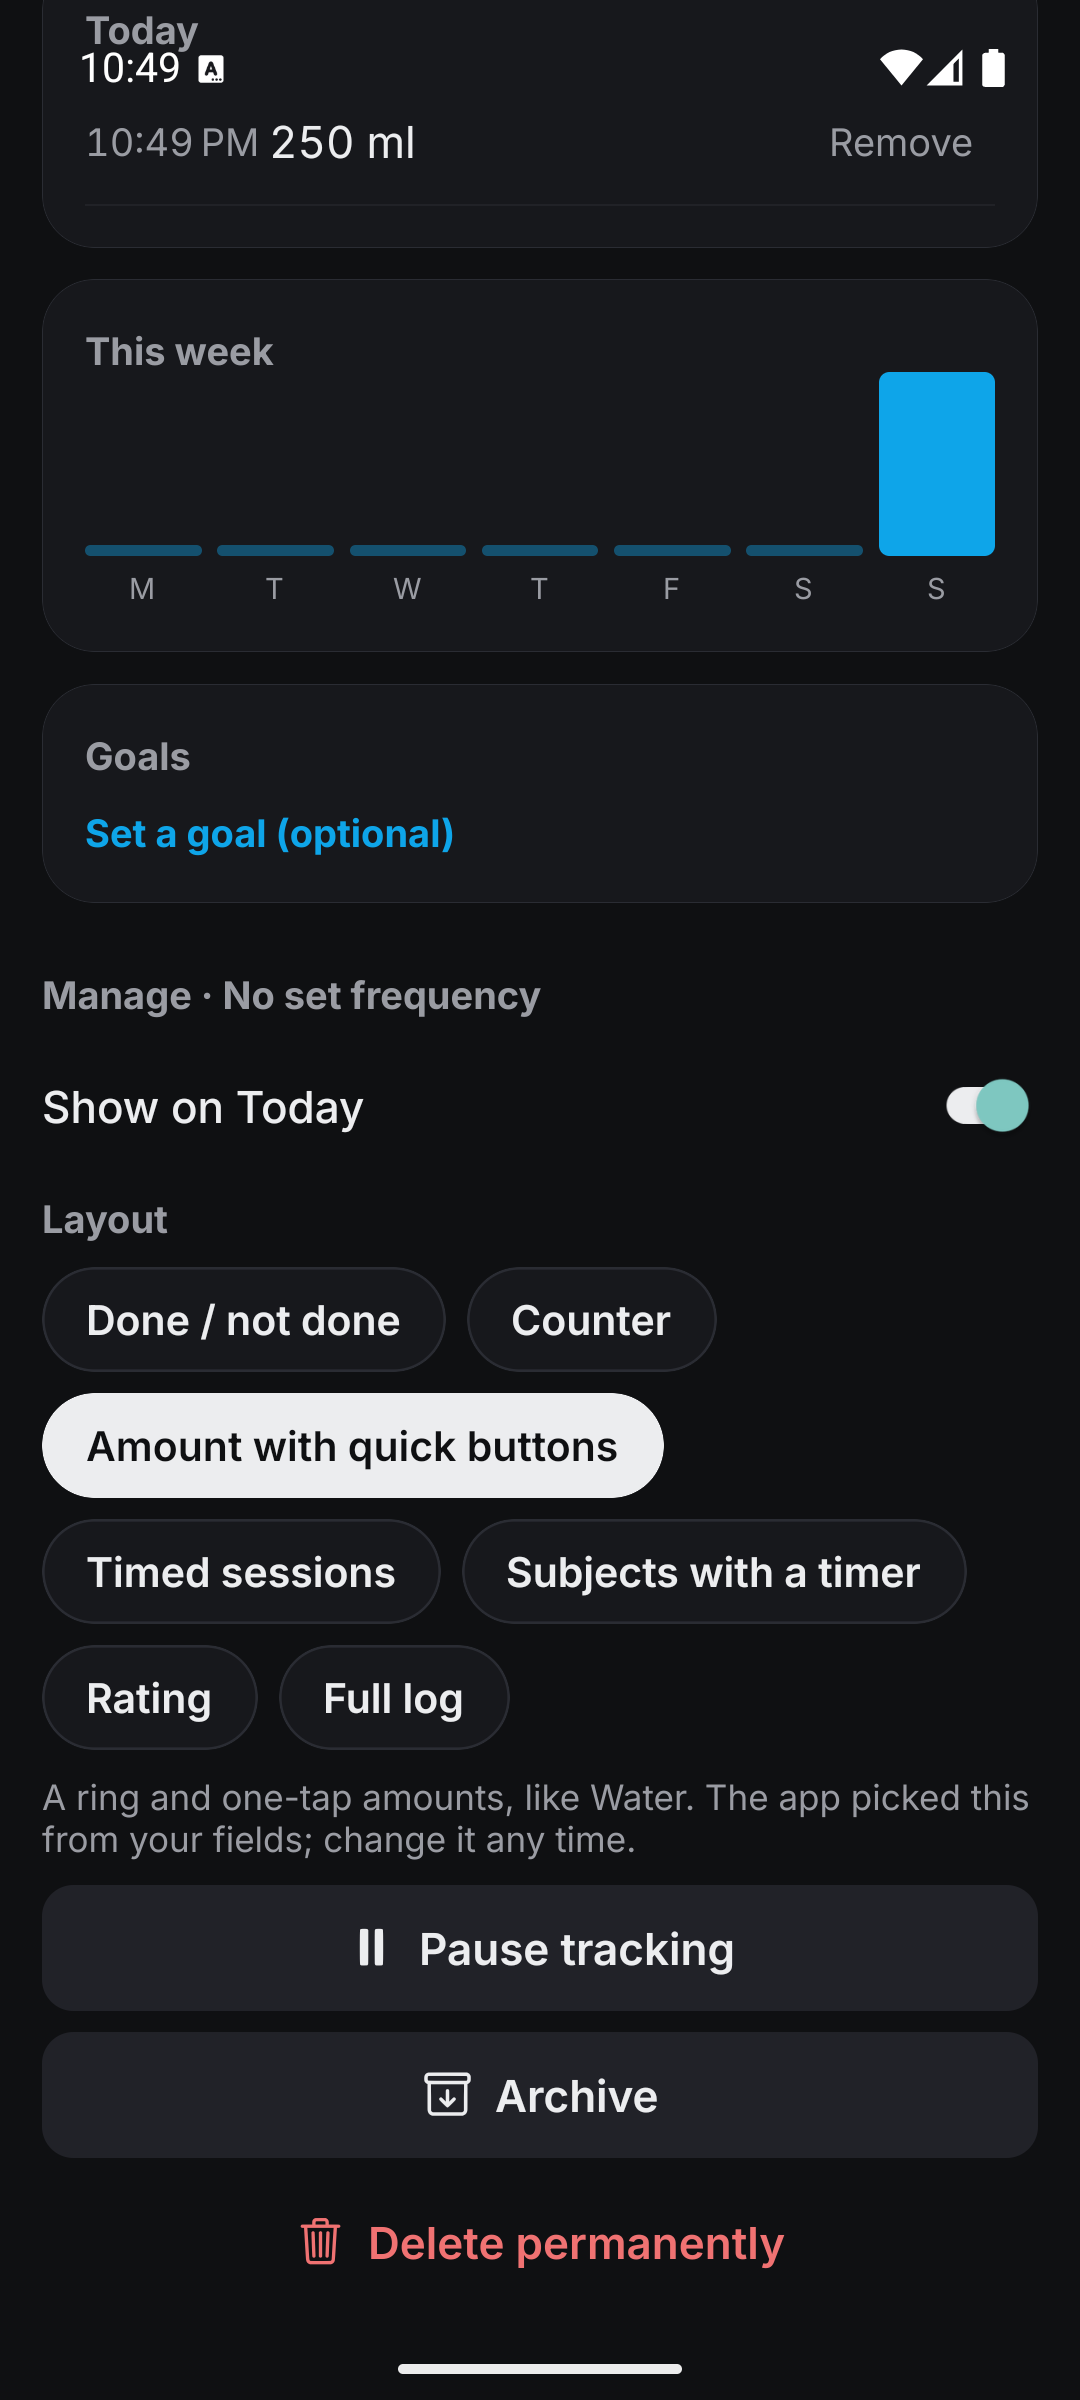 Today
10:49
10:49 PM 250 ml Remove
This week
M T W T F S S
Goals
Set a goal (optional)
Manage · No set frequency
Show on Today
Layout
Done / not done Counter
Amount with quick buttons
Timed sessions Subjects with a timer
Rating Full log
A ring and one-tap amounts, like Water. The app picked this
from your fields; change it any time.
Pause tracking
Archive
Delete permanently